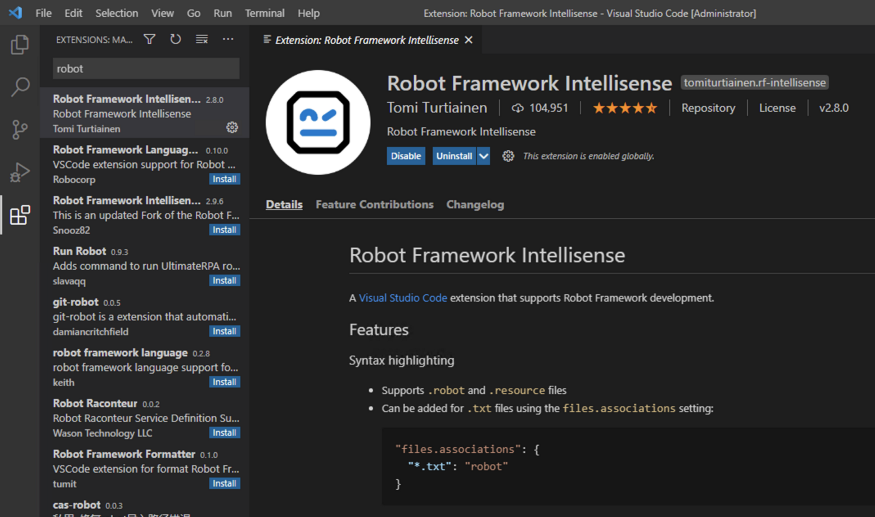 File Edit Selection View Go Run Terminal Help
Extension: Robot Framework Intellisense - Visual Studio Code [Administrator]
EXTENSIONS: MA...
Extension: Robot Framework Intellisense
robot
Robot Framework Intellisen... 2.8.0
Robot Framework Intellisense
Tomi Turtiainen
Robot Framework Languag... 0.10.0
VSCode extension support for Robot ...
Robocorp Install
Robot Framework Intellisen... 2.9.6
This is an updated Fork of the Robot F...
Snooz82 Install
Run Robot 0.9.3
Adds command to run UltimateRPA ro...
slavaqq Install
git-robot 0.0.5
git-robot is a extension that automati...
damiancritchfield Install
robot framework language 0.2.8
robot framework language support fo...
keith Install
Robot Raconteur 0.0.2
Robot Raconteur Service Definition Su...
Wason Technology LLC Install
Robot Framework Formatter 0.1.0
VSCode extension for format Robot Fr...
tumit Install
cas-robot 0.0.3
Robot Framework Intellisense tomiturtiainen.rf-intellisense
Tomi Turtiainen 104,951 Repository License v2.8.0
Robot Framework Intellisense
Disable Uninstall This extension is enabled globally.
Details Feature Contributions Changelog
Robot Framework Intellisense
A Visual Studio Code extension that supports Robot Framework development.
Features
Syntax highlighting
• Supports .robot and .resource files
• Can be added for .txt files using the files.associations setting:
"files.associations": {
"*.txt": "robot"
}